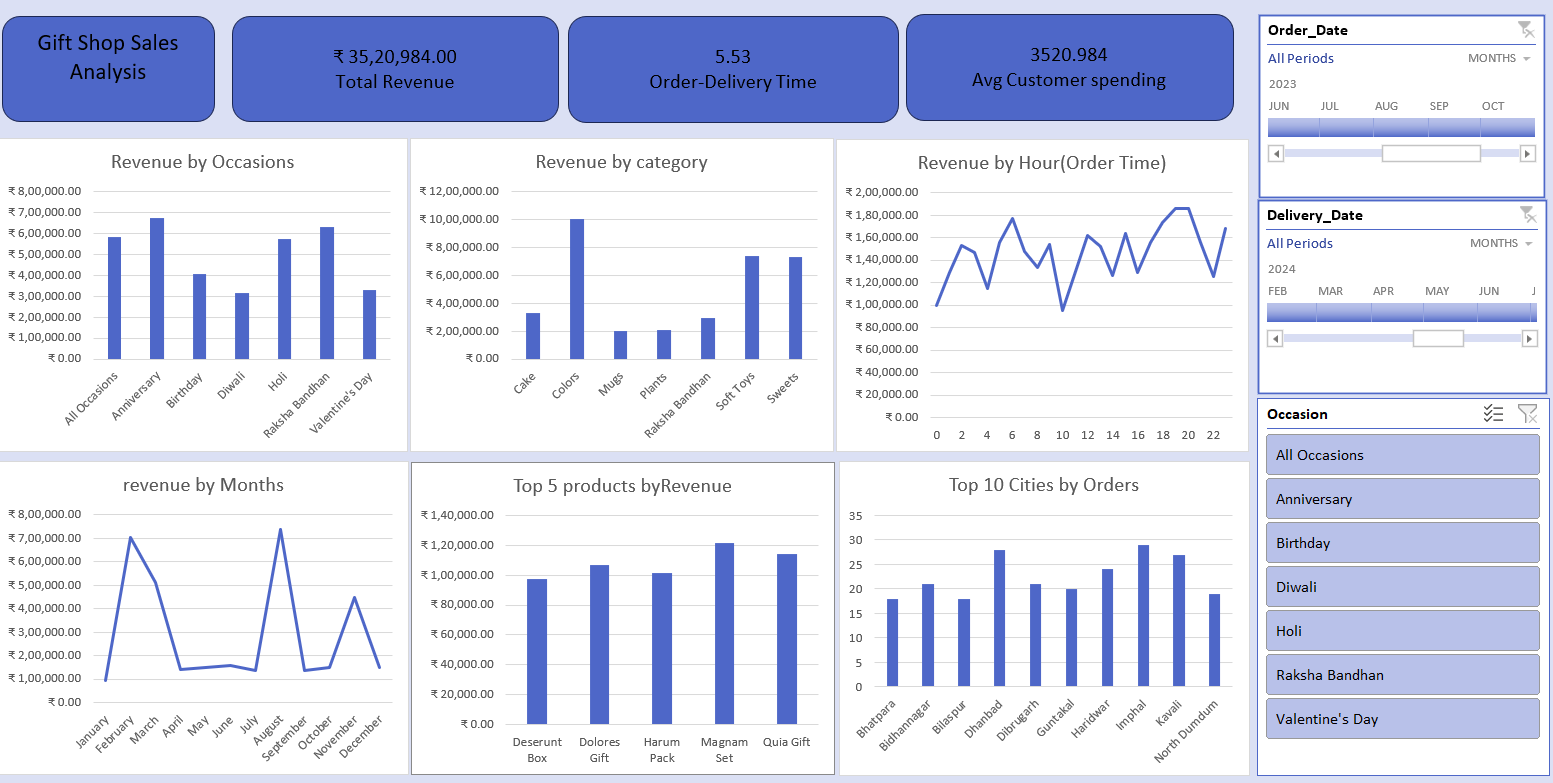 Gift Shop Sales
Analysis
₹ 35,20,984.00
Total Revenue
5.53
Order-Delivery Time
3520.984
Avg Customer spending
Revenue by Occasions
₹ 8,00,000.00
₹ 7,00,000.00
₹ 6,00,000.00
₹ 5,00,000.00
₹ 4,00,000.00
₹ 3,00,000.00
₹ 2,00,000.00
₹ 1,00,000.00
₹ 0.00
All Occasions
Anniversary
Birthday
Diwali
Holi
Raksha Bandhan
Valentine's Day
Revenue by category
₹ 12,00,000.00
₹ 10,00,000.00
₹ 8,00,000.00
₹ 6,00,000.00
₹ 4,00,000.00
₹ 2,00,000.00
₹ 0.00
Cake
Colors
Mugs
Plants
Raksha Bandhan
Soft Toys
Sweets
Revenue by Hour(Order Time)
₹ 2,00,000.00
₹ 1,80,000.00
₹ 1,60,000.00
₹ 1,40,000.00
₹ 1,20,000.00
₹ 1,00,000.00
₹ 80,000.00
₹ 60,000.00
₹ 40,000.00
₹ 20,000.00
₹ 0.00
0 2 4 6 8 10 12 14 16 18 20 22
revenue by Months
₹ 8,00,000.00
₹ 7,00,000.00
₹ 6,00,000.00
₹ 5,00,000.00
₹ 4,00,000.00
₹ 3,00,000.00
₹ 2,00,000.00
₹ 1,00,000.00
₹ 0.00
January
February
March
April
May
June
July
August
September
October
November
December
Top 5 products byRevenue
₹ 1,40,000.00
₹ 1,20,000.00
₹ 1,00,000.00
₹ 80,000.00
₹ 60,000.00
₹ 40,000.00
₹ 20,000.00
₹ 0.00
Deserunt
Box
Dolores
Gift
Harum
Pack
Magnam
Set
Quia Gift
Top 10 Cities by Orders
35
30
25
20
15
10
5
0
Bhatpara
Bidhannagar
Bilaspur
Dhanbad
Dibrugarh
Guntakal
Haridwar
Imphal
Kavali
North Dumdum
Order_Date
All Periods MONTHS
2023
JUN JUL AUG SEP OCT
Delivery_Date
All Periods MONTHS
2024
FEB MAR APR MAY JUN J
Occasion
All Occasions
Anniversary
Birthday
Diwali
Holi
Raksha Bandhan
Valentine's Day